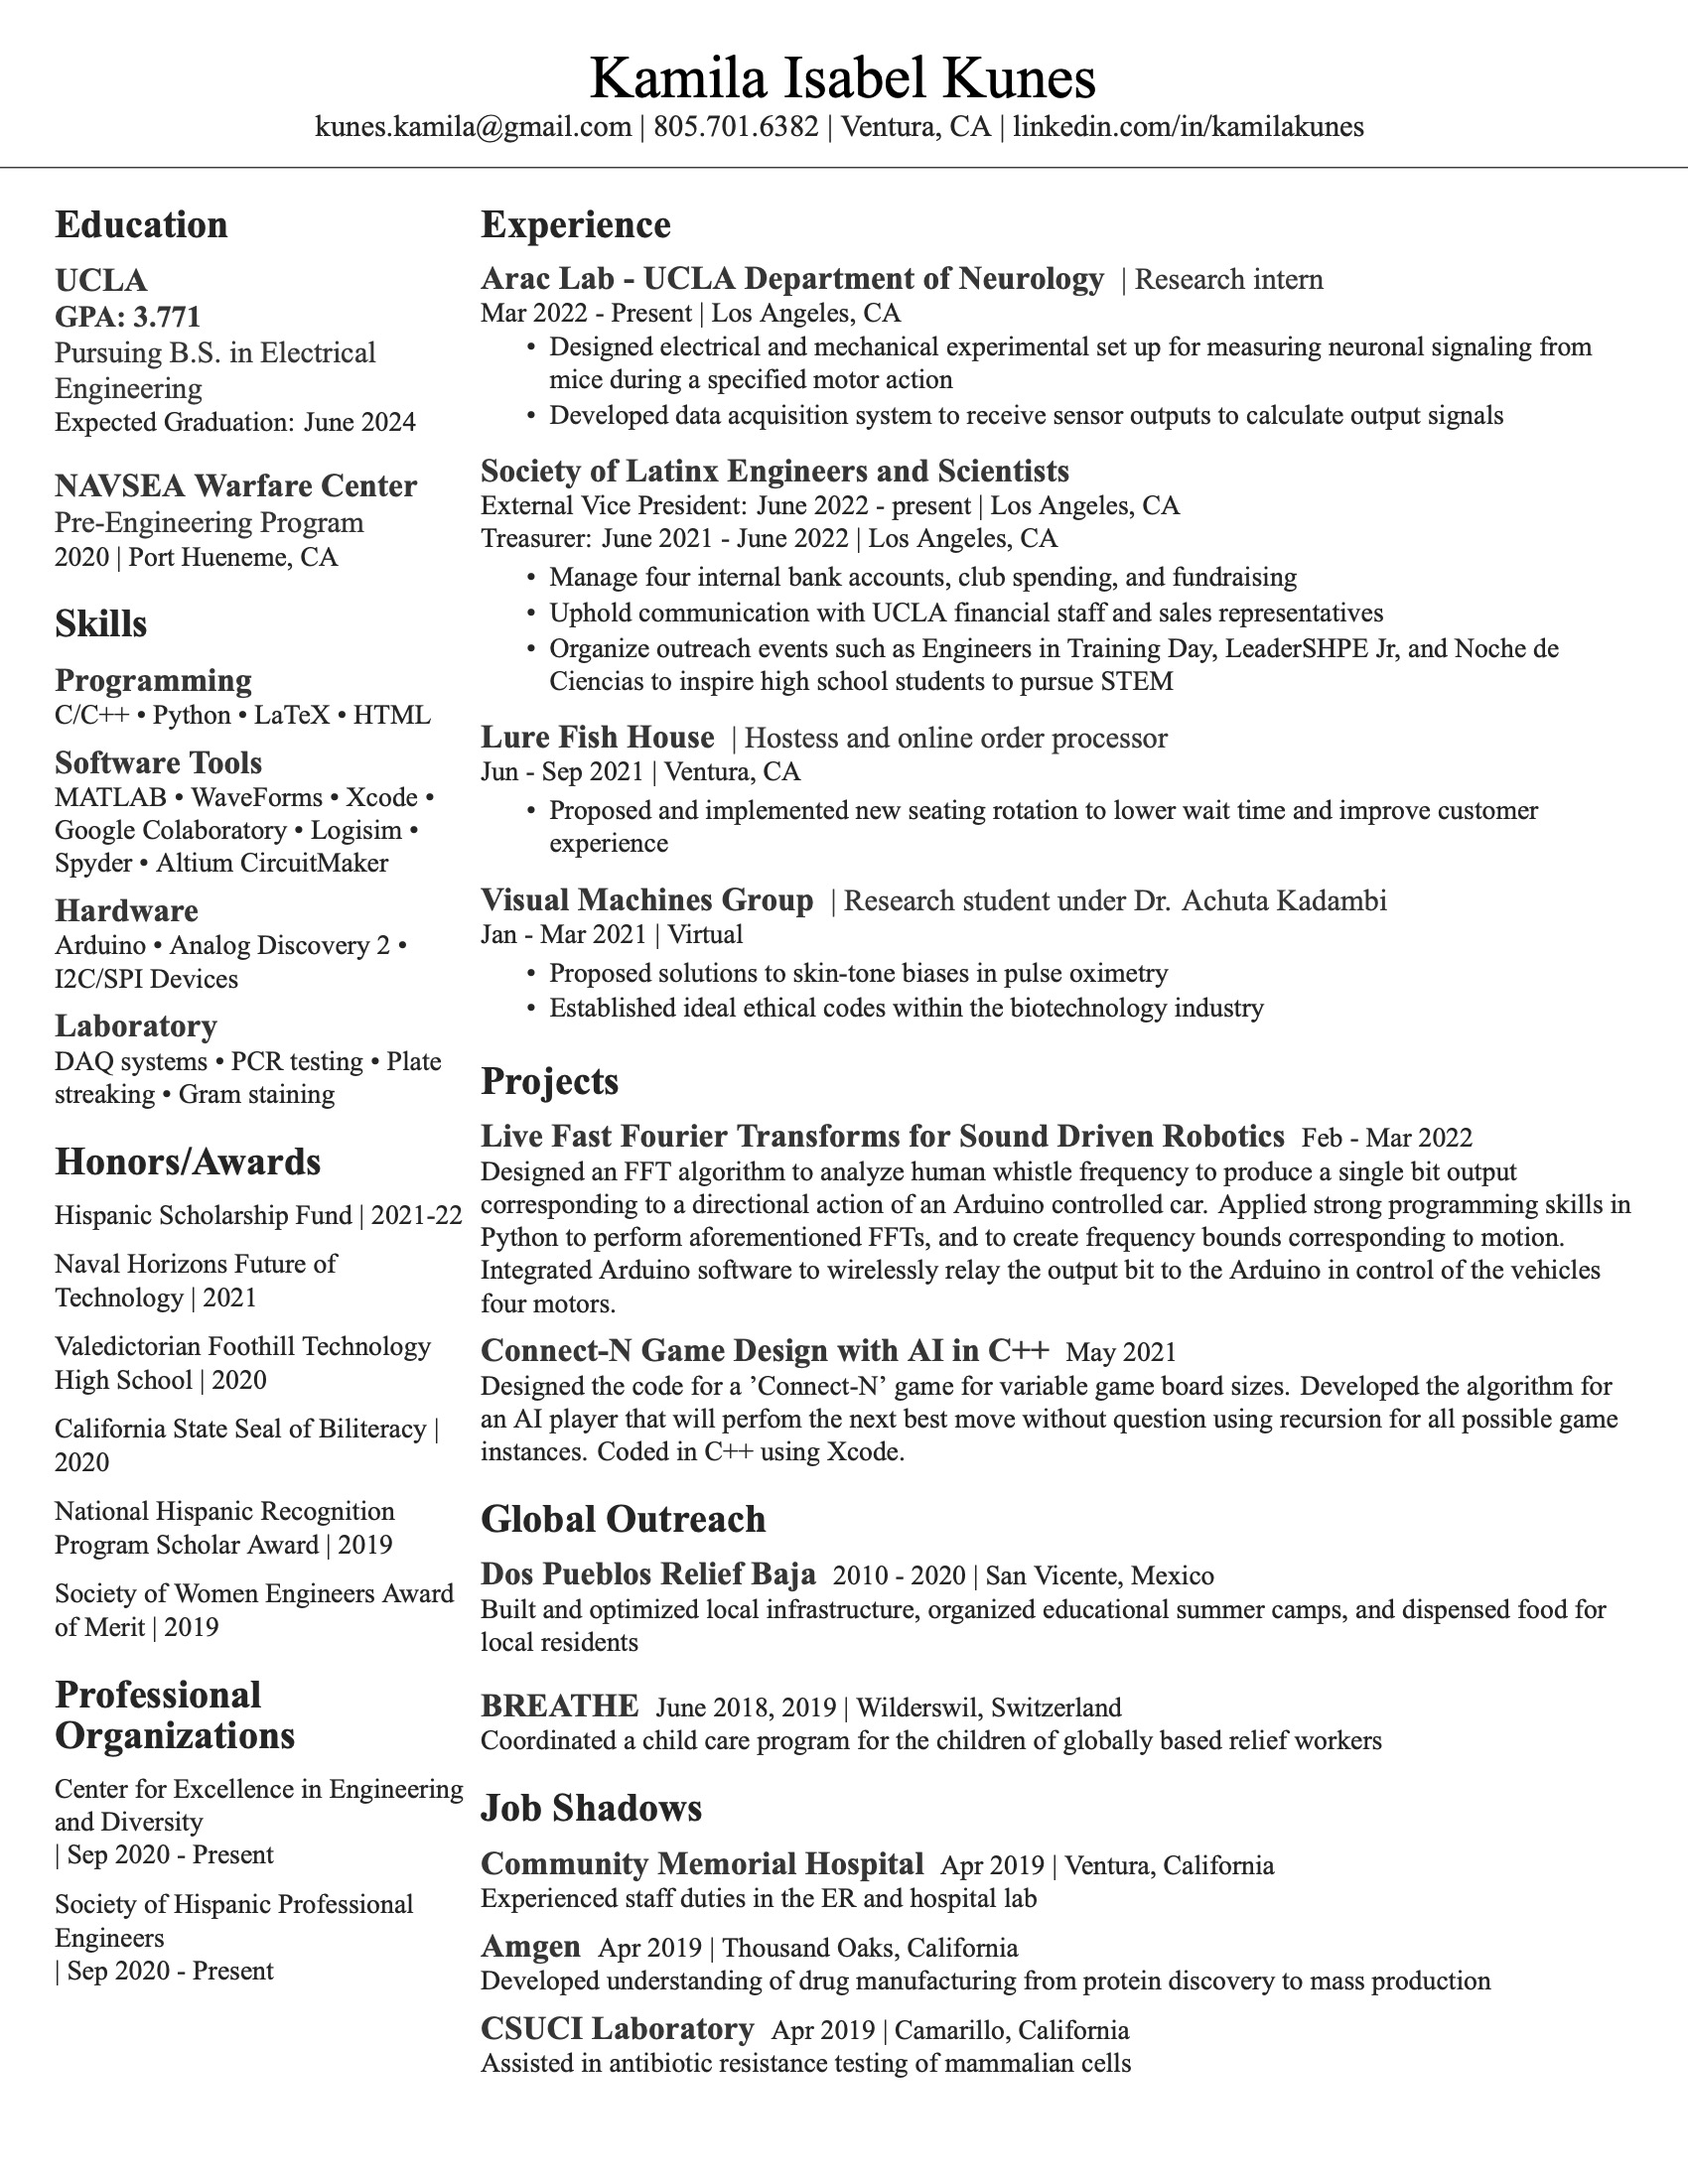 Kamila Isabel Kunes
kunes.kamila@gmail.com | 805.701.6382 | Ventura, CA | linkedin.com/in/kamilakunes
Education
UCLA
GPA: 3.771
Pursuing B.S. in Electrical
Engineering
Expected Graduation: June 2024
NAVSEA Warfare Center
Pre-Engineering Program
2020 | Port Hueneme, CA
Skills
Programming
C/C++ • Python • LaTeX • HTML
Software Tools
MATLAB • WaveForms • Xcode •
Google Colaboratory • Logisim •
Spyder • Altium CircuitMaker
Hardware
Arduino • Analog Discovery 2 •
I2C/SPI Devices
Laboratory
DAQ systems • PCR testing • Plate
streaking • Gram staining
Honors/Awards
Hispanic Scholarship Fund | 2021-22
Naval Horizons Future of
Technology | 2021
Valedictorian Foothill Technology
High School | 2020
California State Seal of Biliteracy |
2020
National Hispanic Recognition
Program Scholar Award | 2019
Society of Women Engineers Award
of Merit | 2019
Professional
Organizations
Center for Excellence in Engineering
and Diversity
| Sep 2020 - Present
Society of Hispanic Professional
Engineers
| Sep 2020 - Present
Experience
Arac Lab - UCLA Department of Neurology | Research intern
Mar 2022 - Present | Los Angeles, CA
• Designed electrical and mechanical experimental set up for measuring neuronal signaling from
mice during a specified motor action
• Developed data acquisition system to receive sensor outputs to calculate output signals
Society of Latinx Engineers and Scientists
External Vice President: June 2022 - present | Los Angeles, CA
Treasurer: June 2021 - June 2022 | Los Angeles, CA
• Manage four internal bank accounts, club spending, and fundraising
• Uphold communication with UCLA financial staff and sales representatives
• Organize outreach events such as Engineers in Training Day, LeaderSHPE Jr, and Noche de
Ciencias to inspire high school students to pursue STEM
Lure Fish House | Hostess and online order processor
Jun - Sep 2021 | Ventura, CA
• Proposed and implemented new seating rotation to lower wait time and improve customer
experience
Visual Machines Group | Research student under Dr. Achuta Kadambi
Jan - Mar 2021 | Virtual
• Proposed solutions to skin-tone biases in pulse oximetry
• Established ideal ethical codes within the biotechnology industry
Projects
Live Fast Fourier Transforms for Sound Driven Robotics Feb - Mar 2022
Designed an FFT algorithm to analyze human whistle frequency to produce a single bit output
corresponding to a directional action of an Arduino controlled car. Applied strong programming skills in
Python to perform aforementioned FFTs, and to create frequency bounds corresponding to motion.
Integrated Arduino software to wirelessly relay the output bit to the Arduino in control of the vehicles
four motors.
Connect-N Game Design with AI in C++ May 2021
Designed the code for a ’Connect-N’ game for variable game board sizes. Developed the algorithm for
an AI player that will perfom the next best move without question using recursion for all possible game
instances. Coded in C++ using Xcode.
Global Outreach
Dos Pueblos Relief Baja 2010 - 2020 | San Vicente, Mexico
Built and optimized local infrastructure, organized educational summer camps, and dispensed food for
local residents
BREATHE June 2018, 2019 | Wilderswil, Switzerland
Coordinated a child care program for the children of globally based relief workers
Job Shadows
Community Memorial Hospital Apr 2019 | Ventura, California
Experienced staff duties in the ER and hospital lab
Amgen Apr 2019 | Thousand Oaks, California
Developed understanding of drug manufacturing from protein discovery to mass production
CSUCI Laboratory Apr 2019 | Camarillo, California
Assisted in antibiotic resistance testing of mammalian cells